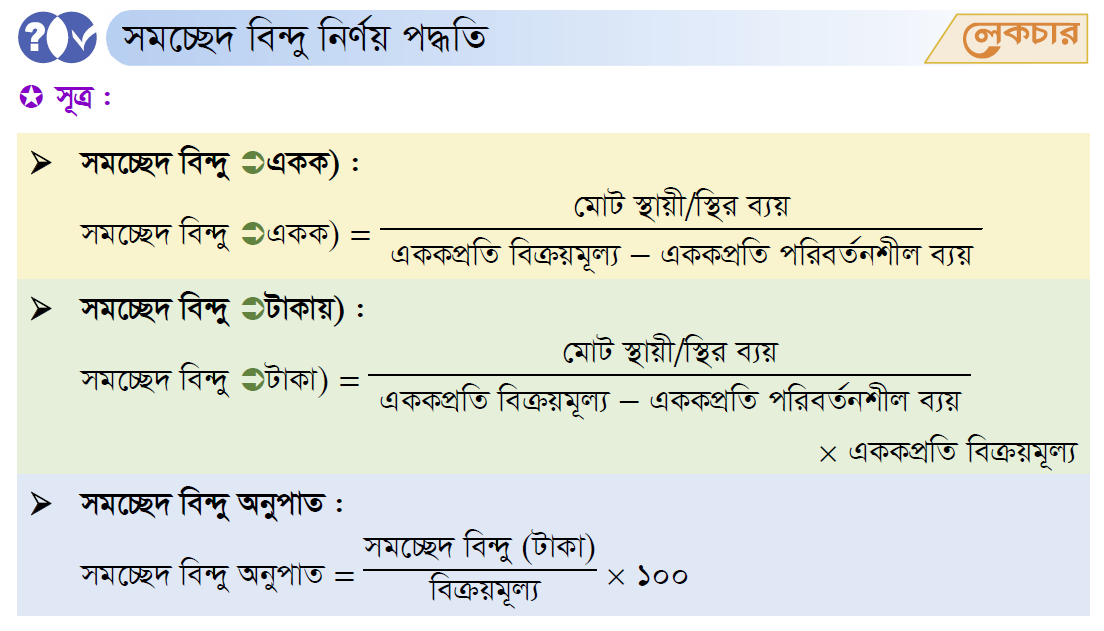 সমচ্ছেদ বিন্দু নির্ণয় পদ্ধতি
লেকচার
✪ সূত্র :
➢ সমচ্ছেদ বিন্দু ➲একক) :
মোট স্থায়ী/স্থির ব্যয়
সমচ্ছেদ বিন্দু ➲একক) =
এককপ্রতি বিক্রয়মূল্য – এককপ্রতি পরিবর্তনশীল ব্যয়
➢ সমচ্ছেদ বিন্দু ➲টাকায়) :
মোট স্থায়ী/স্থির ব্যয়
সমচ্ছেদ বিন্দু ➲টাকা) =
এককপ্রতি বিক্রয়মূল্য – এককপ্রতি পরিবর্তনশীল ব্যয়
× এককপ্রতি বিক্রয়মূল্য
➢ সমচ্ছেদ বিন্দু অনুপাত :
সমচ্ছেদ বিন্দু (টাকা)
সমচ্ছেদ বিন্দু অনুপাত = × ১০০
বিক্রয়মূল্য